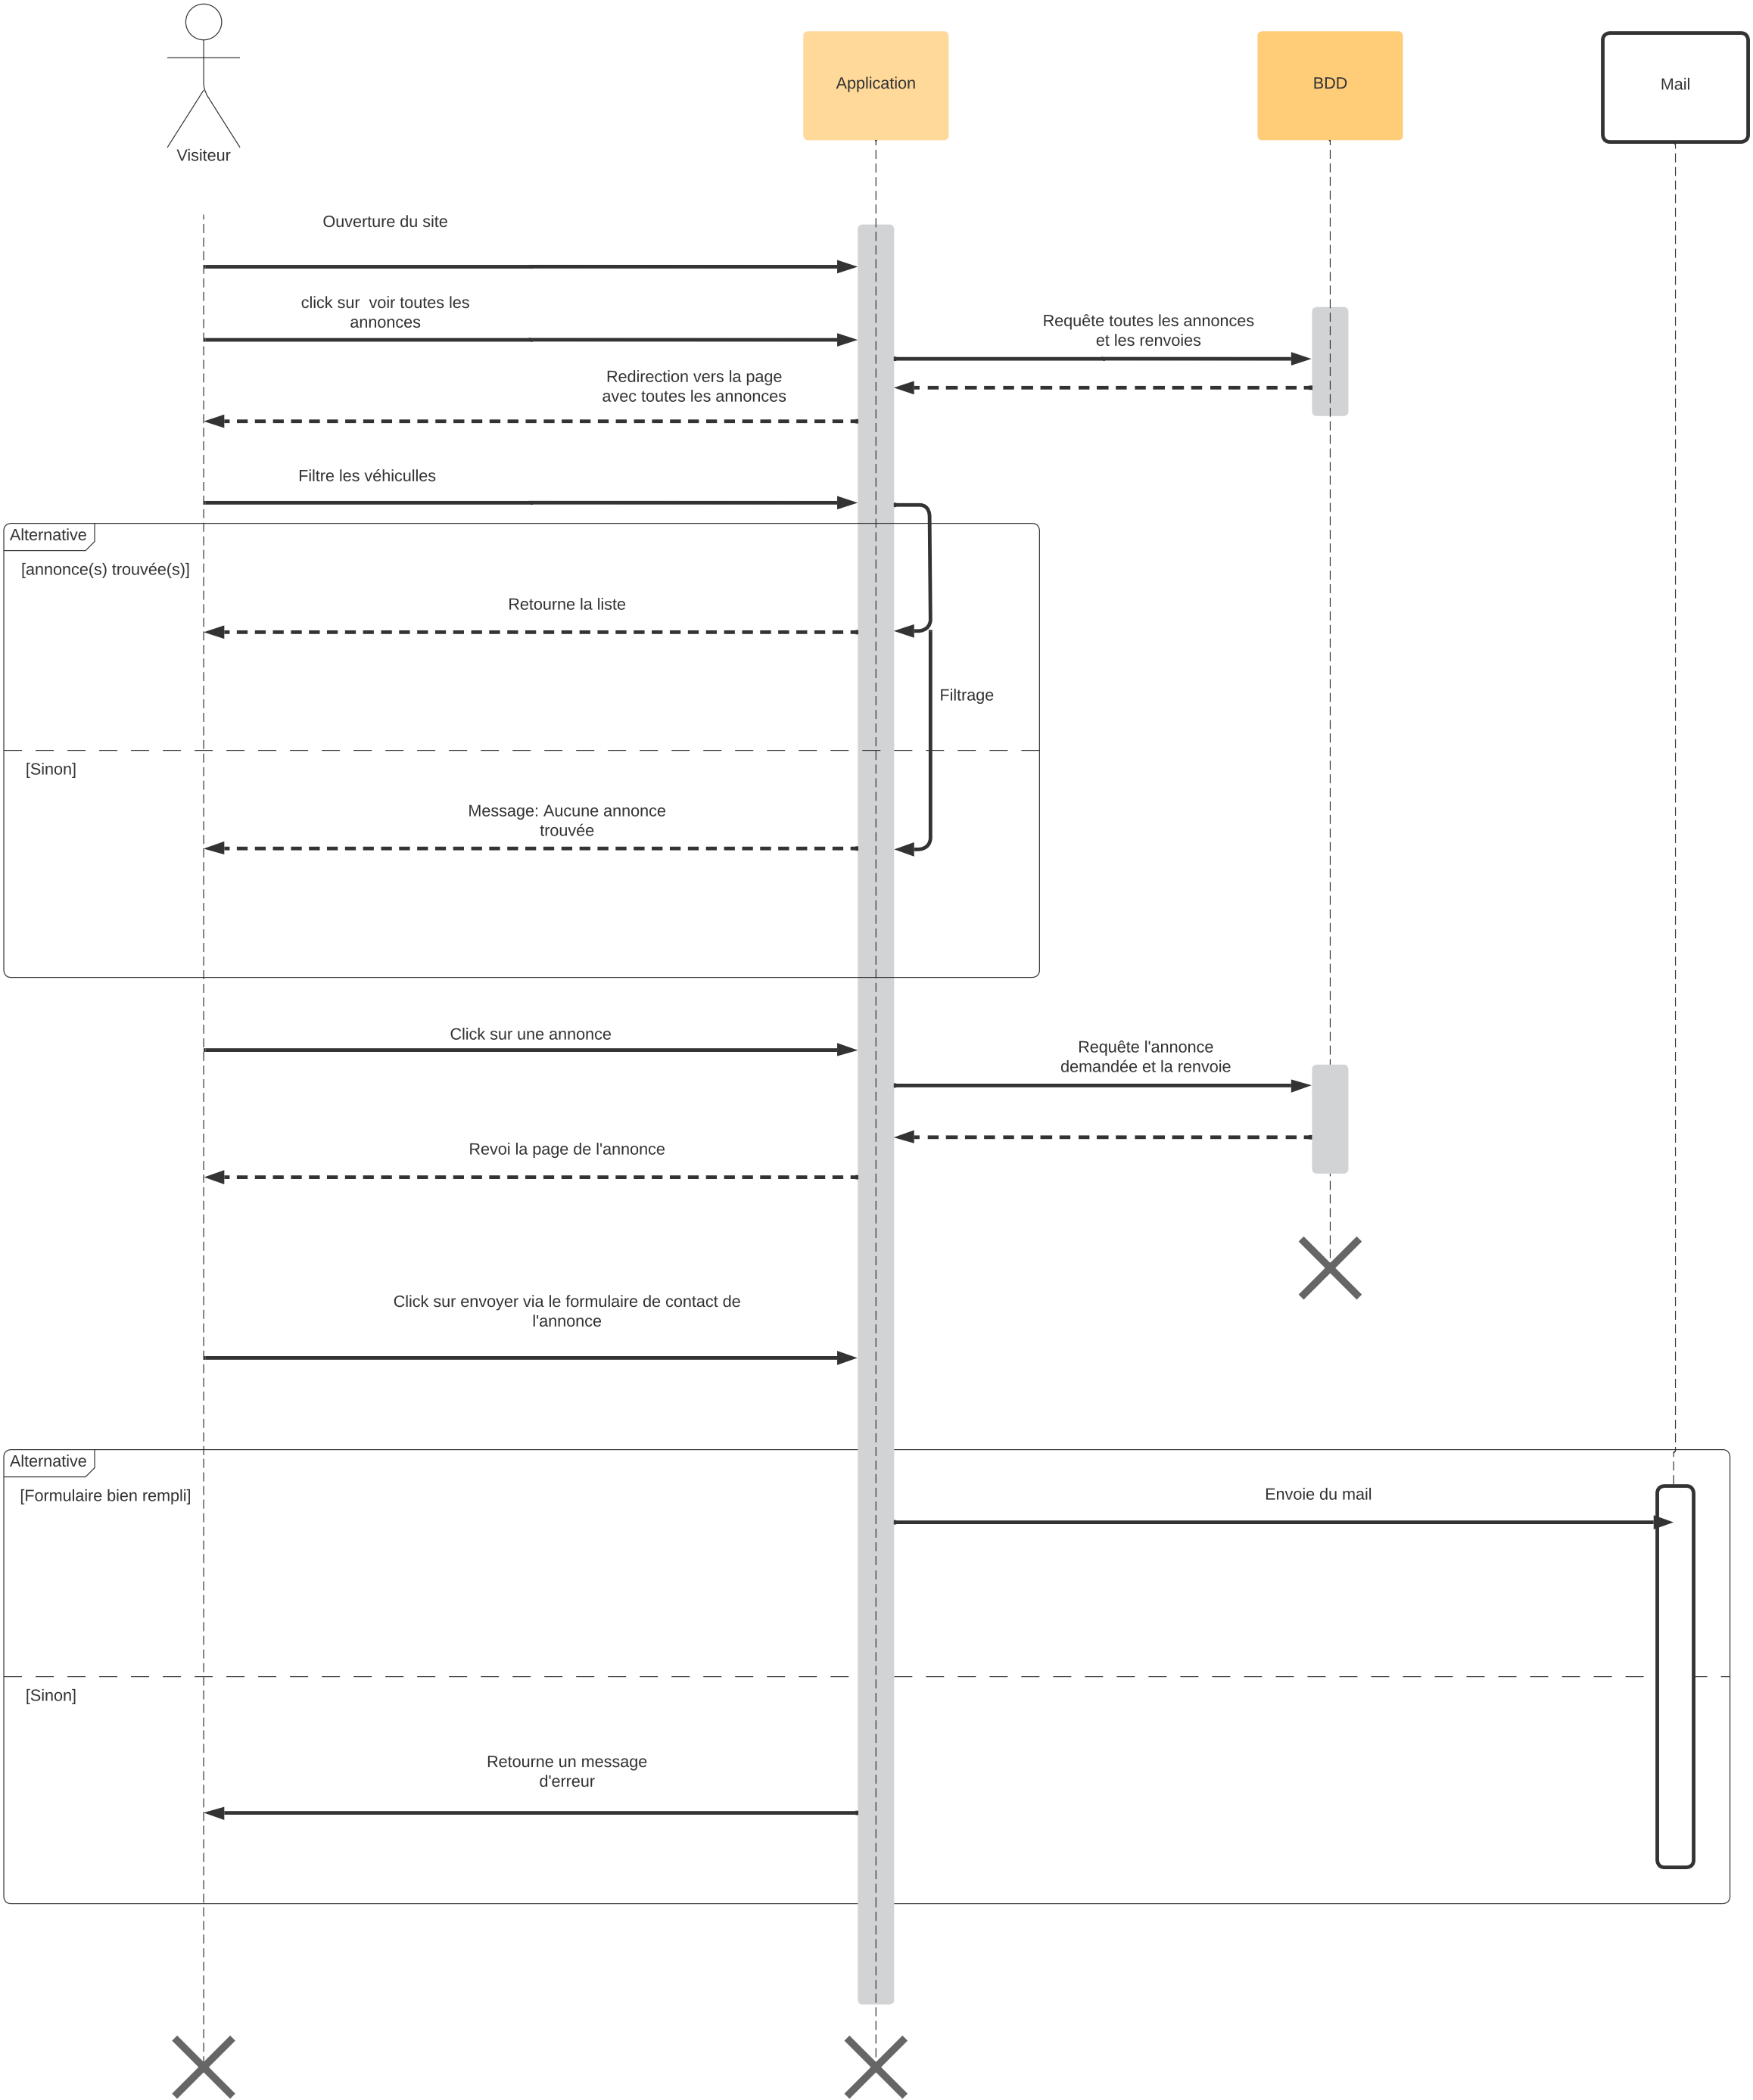 Visiteur
Application
BDD
Mail
Ouverture du site
click sur  voir toutes les
annonces
Requête toutes les annonces
et les renvoies
Redirection vers la page
avec toutes les annonces
Filtre les véhiculles
Alternative
[annonce(s) trouvée(s)]
Retourne la liste
Filtrage
[Sinon]
Message: Aucune annonce
trouvée
Click sur une annonce
Requête l'annonce
demandée et la renvoie
Revoi la page de l'annonce
Click sur envoyer via le formulaire de contact de
l'annonce
Alternative
[Formulaire bien rempli]
Envoie du mail
[Sinon]
Retourne un message
d'erreur